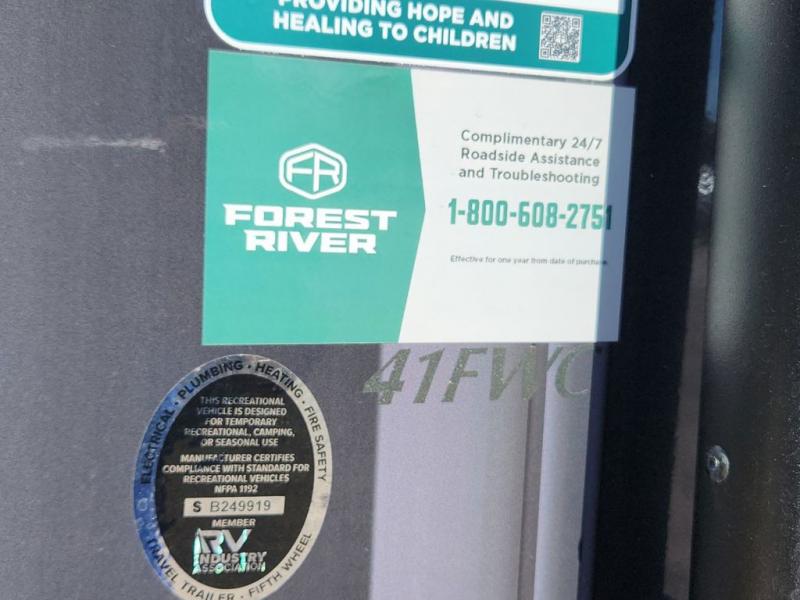 PROVIDING HOPE AND
HEALING TO CHILDREN
FR
FOREST
RIVER
Complimentary 24/7
Roadside Assistance
and Troubleshooting
1-800-608-2751
Effective for one year from date of purchase.
41FWC
ELECTRICAL • PLUMBING • HEATING • FIRE SAFETY
THIS RECREATIONAL
VEHICLE IS DESIGNED
FOR TEMPORARY
RECREATIONAL, CAMPING,
OR SEASONAL USE
MANUFACTURER CERTIFIES
COMPLIANCE WITH STANDARD FOR
RECREATIONAL VEHICLES
NFPA 1192
S B249919
MEMBER
RV
INDUSTRY
ASSOCIATION
TRAVEL TRAILER • FIFTH WHEEL